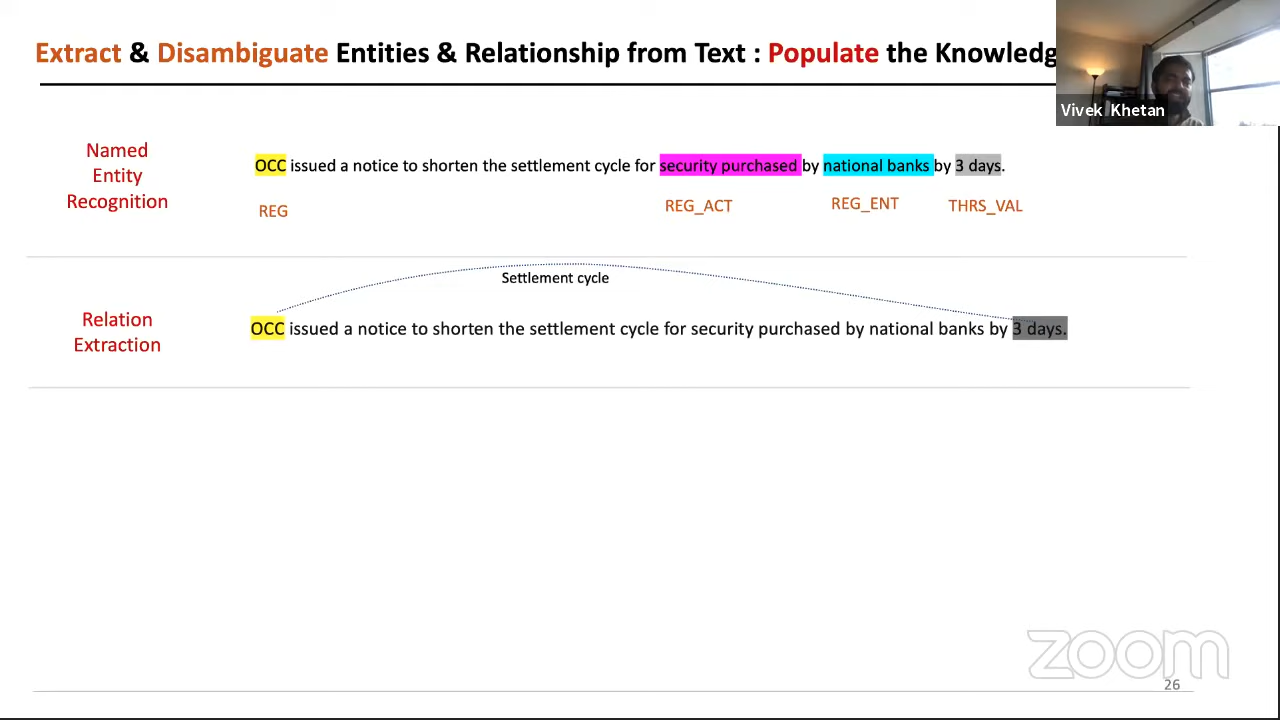 Extract & Disambiguate Entities & Relationship from Text : Populate the Knowledg
Vivek Khetan
Named
Entity
Recognition
OCC issued a notice to shorten the settlement cycle for security purchased by national banks by 3 days.
REG REG_ACT REG_ENT THRS_VAL
Settlement cycle
Relation
Extraction
OCC issued a notice to shorten the settlement cycle for security purchased by national banks by 3 days.
zoom
26